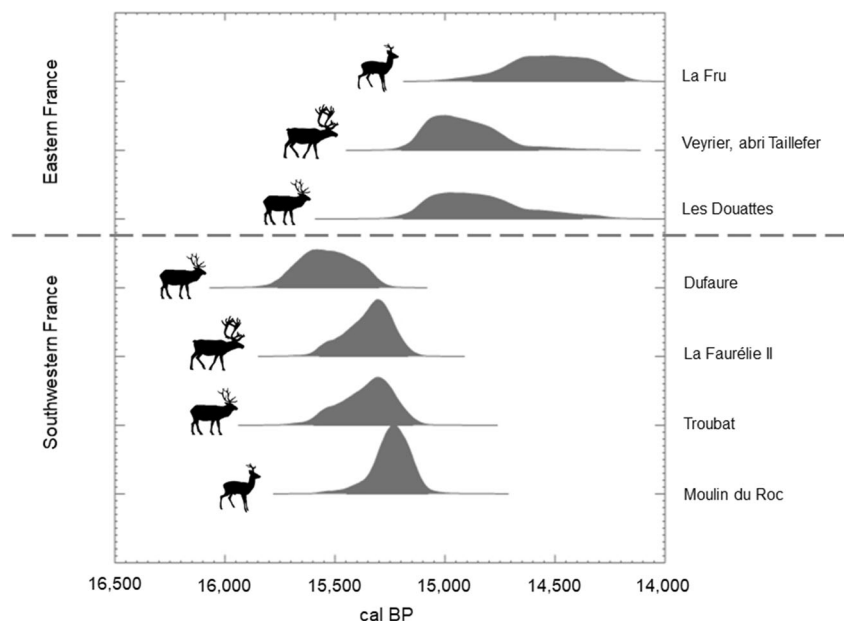 Eastern France
La Fru
Veyrier, abri Taillefer
Les Douattes
Southwestern France
Dufaure
La Faurélie II
Troubat
Moulin du Roc
16,500 16,000 15,500 15,000 14,500 14,000
cal BP